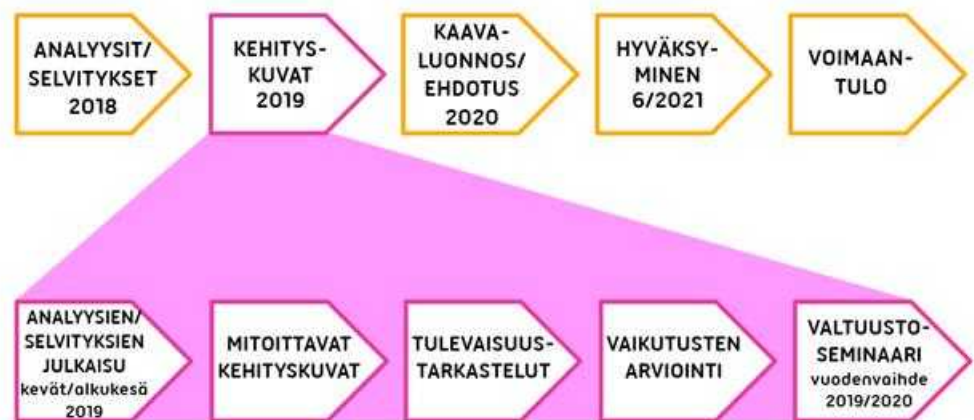 ANALYYSIT/
SELVITYKSET
2018
KEHITYS-
KUVAT
2019
KAAVA-
LUONNOS/
EHDOTUS
2020
HYVÄKSY-
MINEN
6/2021
VOIMAAN-
TULO
ANALYYSIEN/
SELVITYKSIEN
JULKAISU
kevät/alkukesä
2019
MITOITTAVAT
KEHITYSKUVAT
TULEVAISUUS-
TARKASTELUT
VAIKUTUSTEN
ARVIOINTI
VALTUUSTO-
SEMINAARI
vuodenvaihde
2019/2020